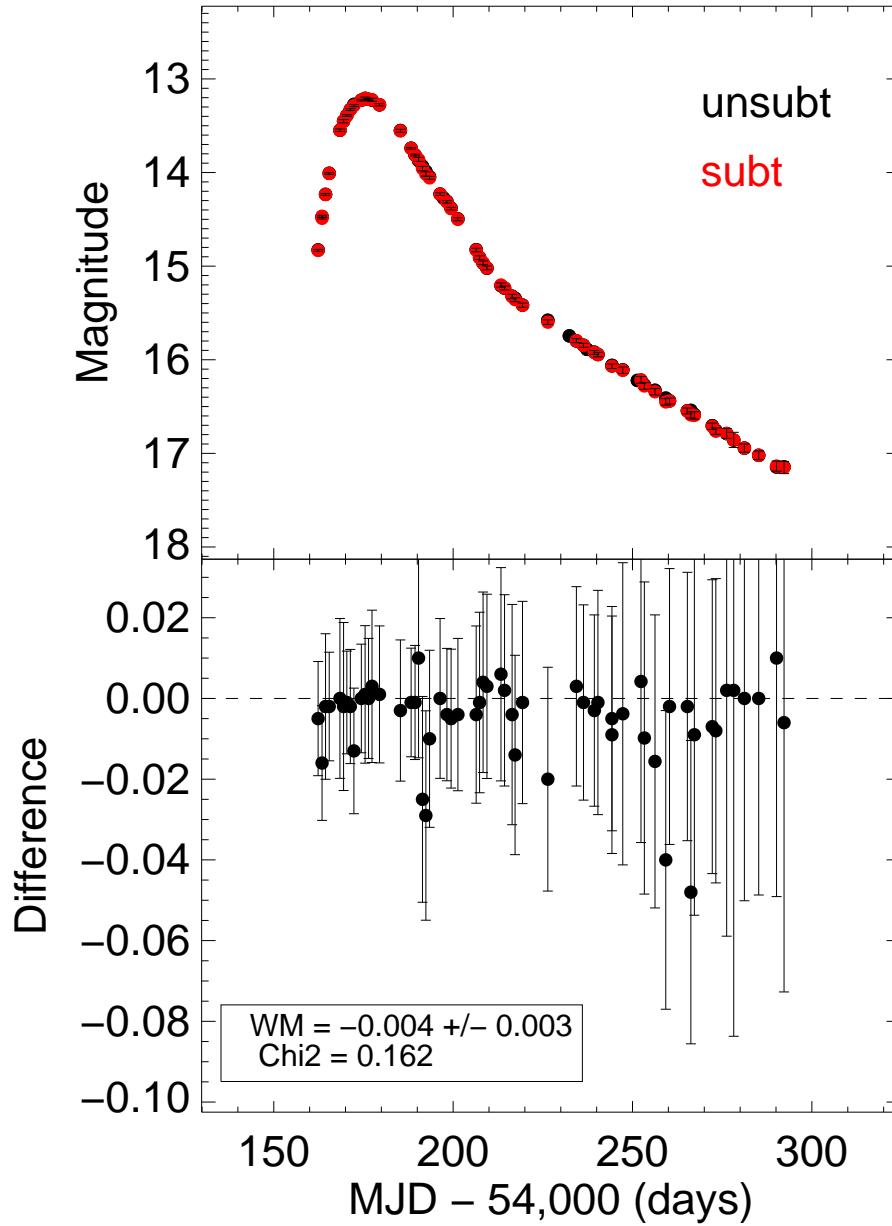 13
14
15
16
17
18
Magnitude
unsubt
subt
0.02
0.00
−0.02
−0.04
−0.06
−0.08
−0.10
Difference
WM = −0.004 +/− 0.003
Chi2 = 0.162
150 200 250 300
MJD − 54,000 (days)